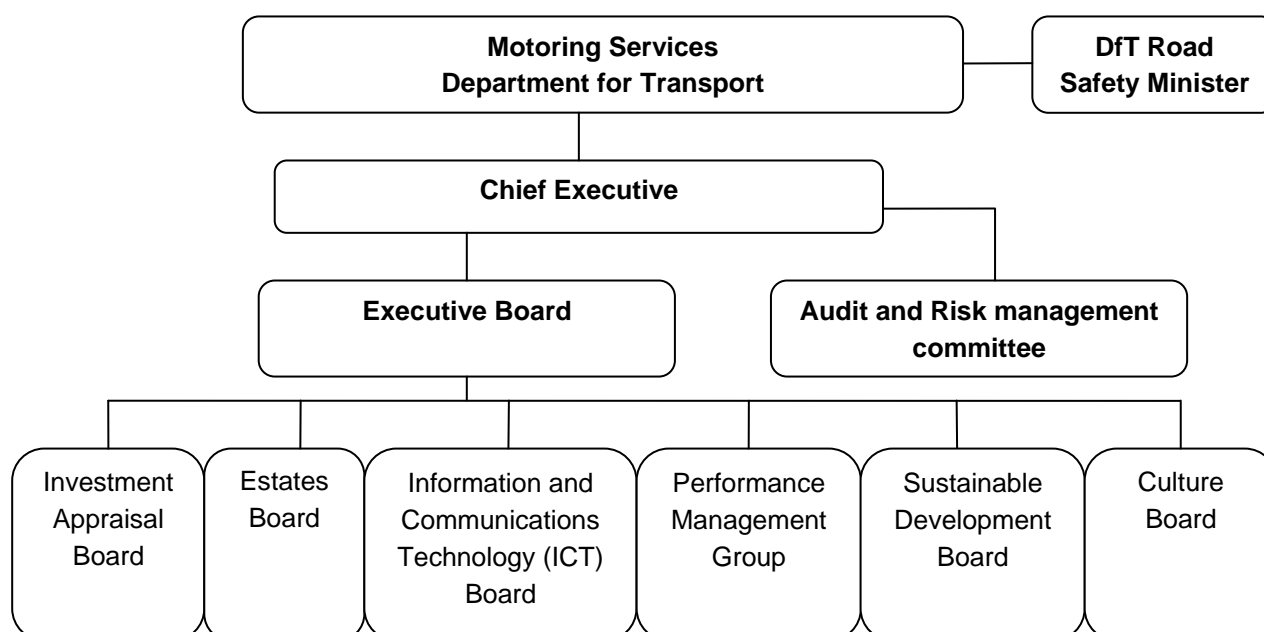 Motoring Services
Department for Transport
DfT Road
Safety Minister
Chief Executive
Executive Board
Audit and Risk management
committee
Investment
Appraisal
Board
Estates
Board
Information and
Communications
Technology (ICT)
Board
Performance
Management
Group
Sustainable
Development
Board
Culture
Board